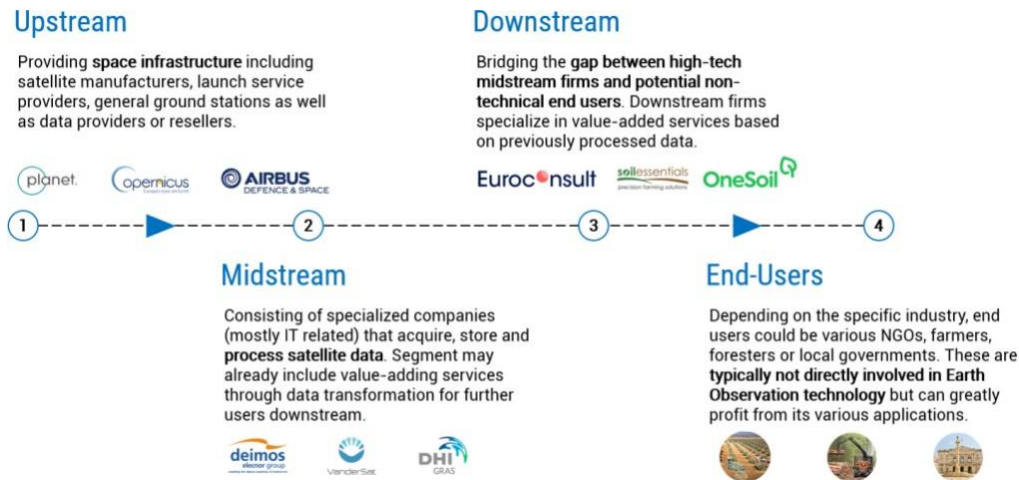 Upstream
Providing space infrastructure including
satellite manufacturers, launch service
providers, general ground stations as well
as data providers or resellers.
planet.
opernicus
AIRBUS
DEFENCE & SPACE
Downstream
Bridging the gap between high-tech
midstream firms and potential non-
technical end users. Downstream firms
specialize in value-added services based
on previously processed data.
Euroconsult
soilessentials
precision farming solutions
OneSoil
1
2
3
4
Midstream
Consisting of specialized companies
(mostly IT related) that acquire, store and
process satellite data. Segment may
already include value-adding services
through data transformation for further
users downstream.
deimos
elecnor group
VanderSat
DHI
GRAS
End-Users
Depending on the specific industry, end
users could be various NGOs, farmers,
foresters or local governments. These are
typically not directly involved in Earth
Observation technology but can greatly
profit from its various applications.